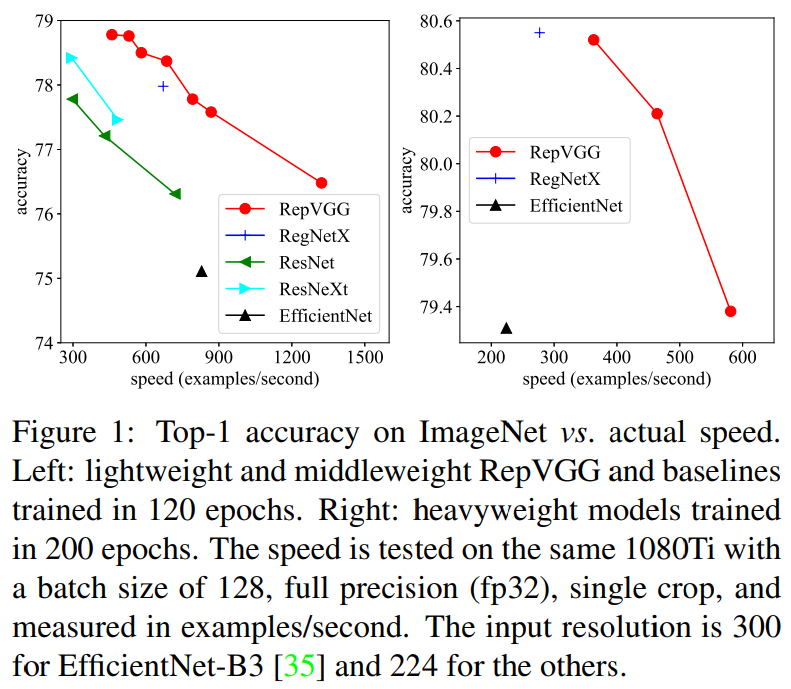 79
78
77
76
75
74
accuracy
300 600 900 1200 1500
speed (examples/second)
RepVGG
RegNetX
ResNet
ResNeXt
EfficientNet
80.6
80.4
80.2
80.0
79.8
79.6
79.4
accuracy
200 300 400 500 600
speed (examples/second)
RepVGG
RegNetX
EfficientNet
Figure 1: Top-1 accuracy on ImageNet vs. actual speed.
Left: lightweight and middleweight RepVGG and baselines
trained in 120 epochs. Right: heavyweight models trained
in 200 epochs. The speed is tested on the same 1080Ti with
a batch size of 128, full precision (fp32), single crop, and
measured in examples/second. The input resolution is 300
for EfficientNet-B3 [35] and 224 for the others.